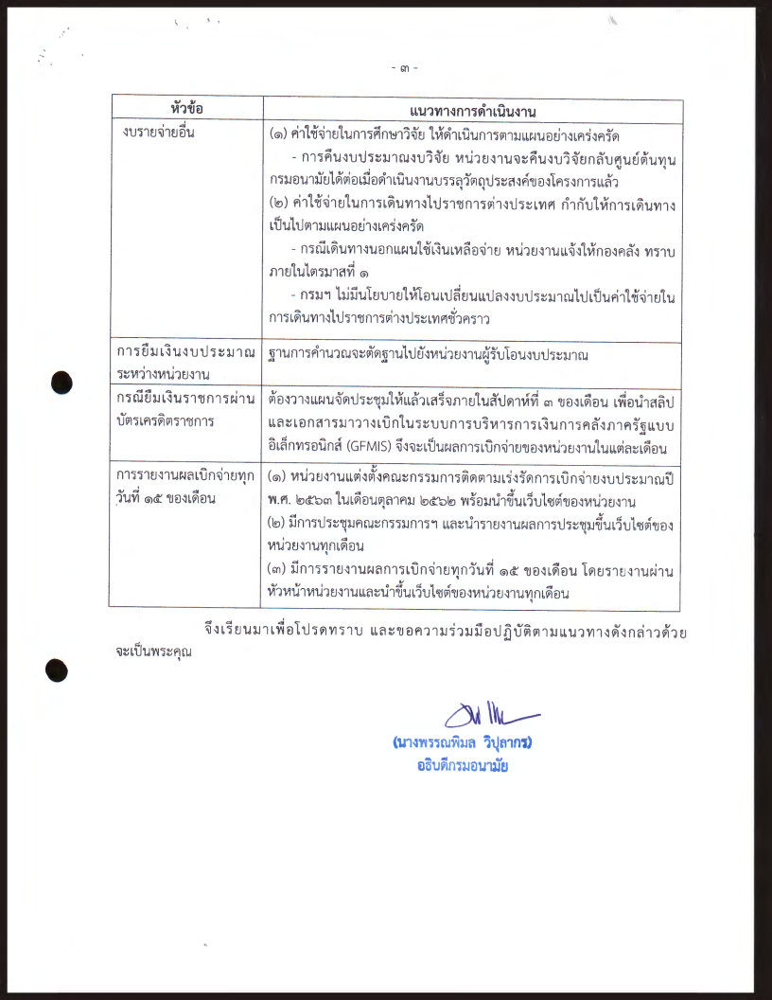 - ๓ -
หัวข้อ
แนวทางการดำเนินงาน
งบรายจ่ายอื่น
(๑) ค่าใช้จ่ายในการศึกษาวิจัย ให้ดำเนินการตามแผนอย่างเคร่งครัด
- การคืนงบประมาณงบวิจัย หน่วยงานจะคืนงบวิจัยกลับศูนย์ต้นทุน
กรมอนามัยได้ต่อเมื่อดำเนินงานบรรลุวัตถุประสงค์ของโครงการแล้ว
(๒) ค่าใช้จ่ายในการเดินทางไปราชการต่างประเทศ กำกับให้การเดินทาง
เป็นไปตามแผนอย่างเคร่งครัด
- กรณีเดินทางนอกแผนใช้เงินเหลือจ่าย หน่วยงานแจ้งให้กองคลัง ทราบ
ภายในไตรมาสที่ ๑
- กรมฯ ไม่มีนโยบายให้โอนเปลี่ยนแปลงงบประมาณไปเป็นค่าใช้จ่ายใน
การเดินทางไปราชการต่างประเทศชั่วคราว
การยืมเงินงบประมาณ
ระหว่างหน่วยงาน
ฐานการคำนวณจะตัดฐานไปยังหน่วยงานผู้รับโอนงบประมาณ
กรณียืมเงินราชการผ่าน
บัตรเครดิตราชการ
ต้องวางแผนจัดประชุมให้แล้วเสร็จภายในสัปดาห์ที่ ๓ ของเดือน เพื่อนำสลิป
และเอกสารมาวางเบิกในระบบการบริหารการเงินการคลังภาครัฐแบบ
อิเล็กทรอนิกส์ (GFMIS) จึงจะเป็นผลการเบิกจ่ายของหน่วยงานในแต่ละเดือน
การรายงานผลเบิกจ่ายทุก
วันที่ ๑๕ ของเดือน
(๑) หน่วยงานแต่งตั้งคณะกรรมการติดตามเร่งรัดการเบิกจ่ายงบประมาณปี
พ.ศ. ๒๕๖๓ ในเดือนตุลาคม ๒๕๖๒ พร้อมนำขึ้นเว็บไซต์ของหน่วยงาน
(๒) มีการประชุมคณะกรรมการฯ และนำรายงานผลการประชุมขึ้นเว็บไซต์ของ
หน่วยงานทุกเดือน
(๓) มีการรายงานผลการเบิกจ่ายทุกวันที่ ๑๕ ของเดือน โดยรายงานผ่าน
หัวหน้าหน่วยงานและนำขึ้นเว็บไซต์ของหน่วยงานทุกเดือน
จึงเรียนมาเพื่อโปรดทราบ และขอความร่วมมือปฏิบัติตามแนวทางดังกล่าวด้วย
จะเป็นพระคุณ
(นางพรรณพิมล วิปุลากร)
อธิบดีกรมอนามัย